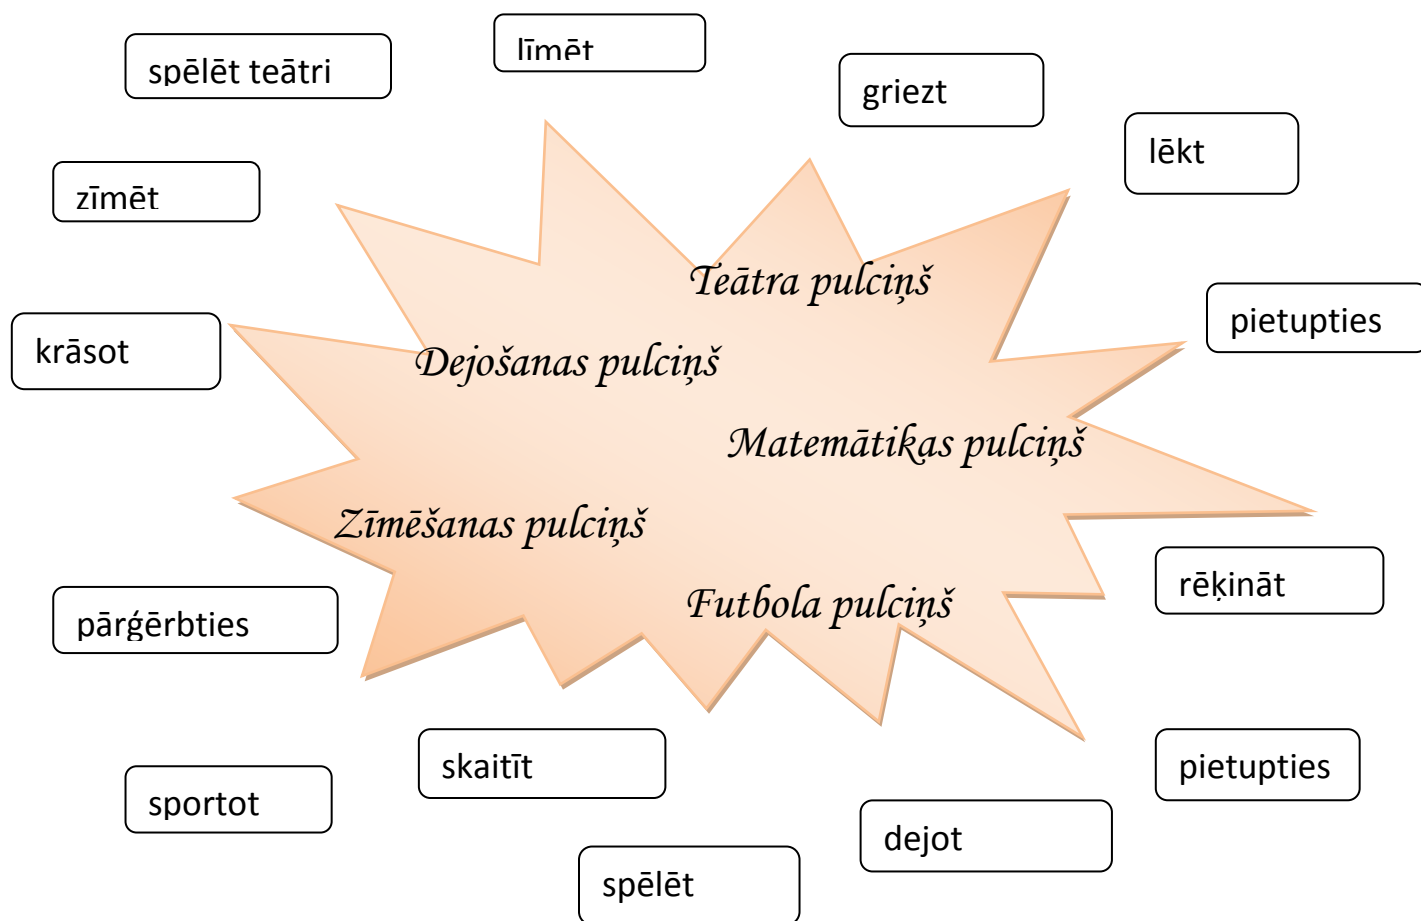 līmēt
spēlēt teātri
griezt
lēkt
zīmēt
Teātra pulciņš
pietupties
krāsot
Dejošanas pulciņš
Matemātikas pulciņš
Zīmēšanas pulciņš
rēķināt
Futbola pulciņš
pārģērbties
skaitīt
pietupties
sportot
dejot
spēlēt